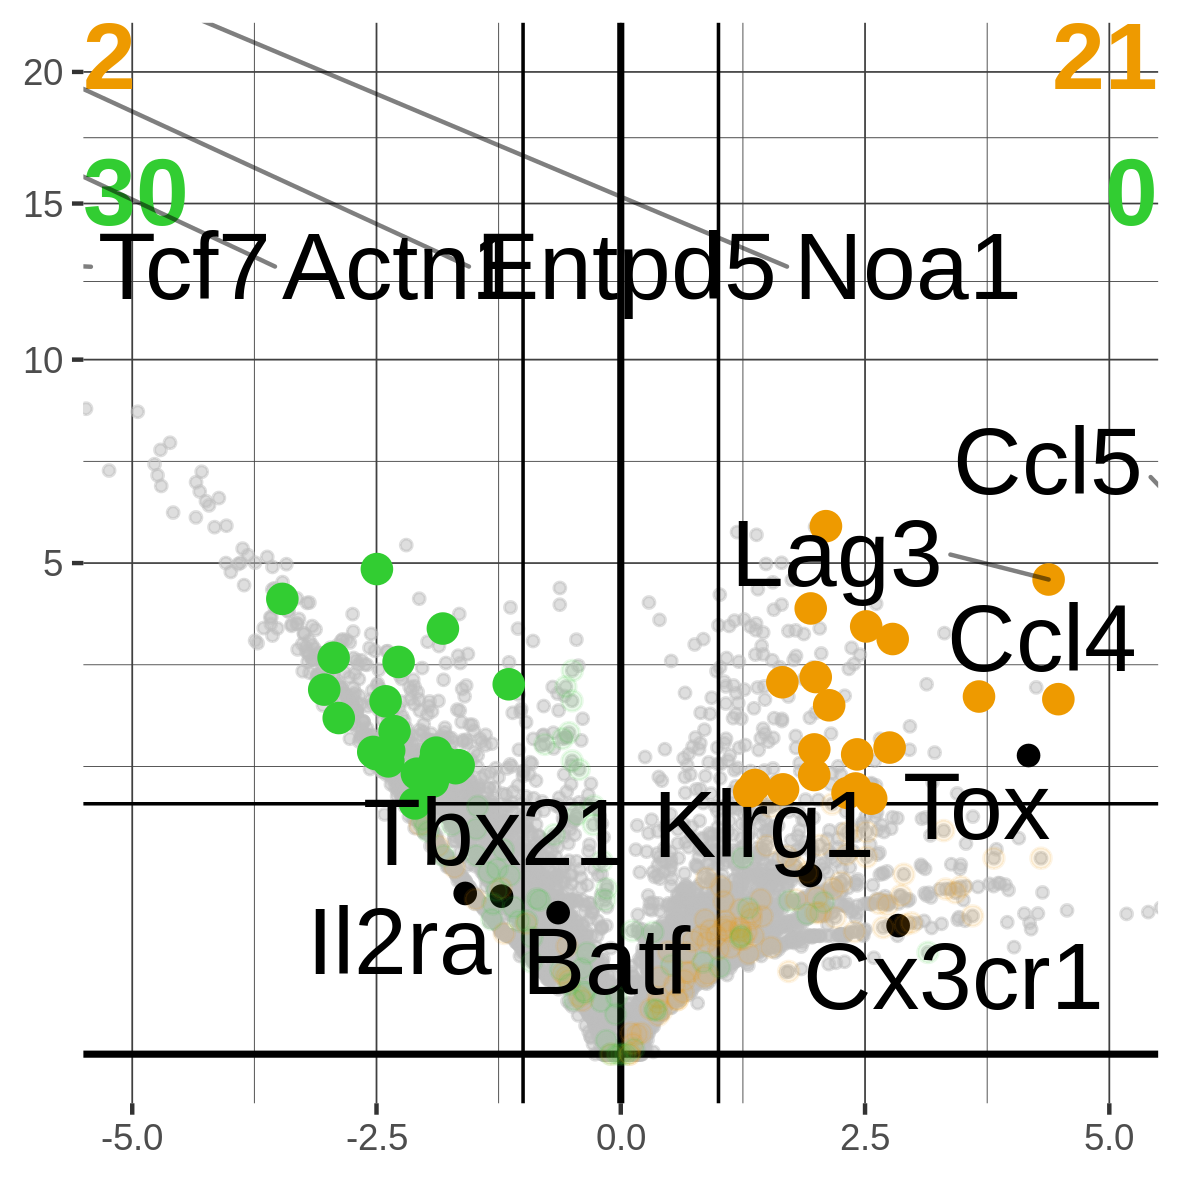 2 21
20
30 0
15
Tcf7 Actn1 Entpd5 Noa1
10
Ccl5
Lag3
5
Ccl4
Tox
Tbx21 Klrg1
Il2ra Batf
Cx3cr1
-5.0 -2.5 0.0 2.5 5.0